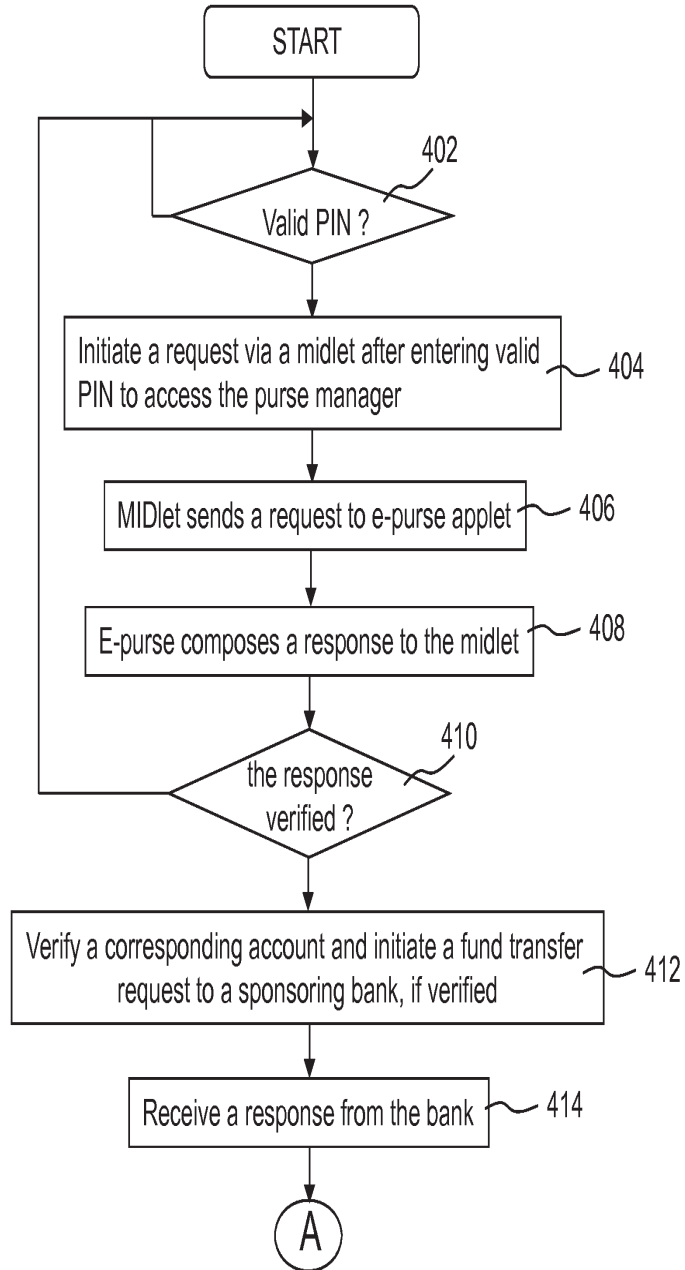 START
402
Valid PIN ?
Initiate a request via a midlet after entering valid
PIN to access the purse manager
404
MIDlet sends a request to e-purse applet
406
E-purse composes a response to the midlet
408
410
the response
verified ?
Verify a corresponding account and initiate a fund transfer
request to a sponsoring bank, if verified
412
Receive a response from the bank
414
A